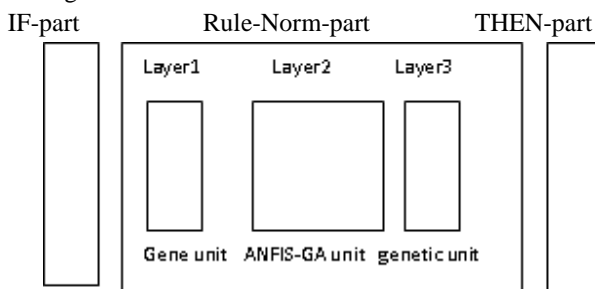 IF-part Rule-Norm-part THEN-part
Layer1 Layer2 Layer3
Gene unit ANFIS-GA unit genetic unit